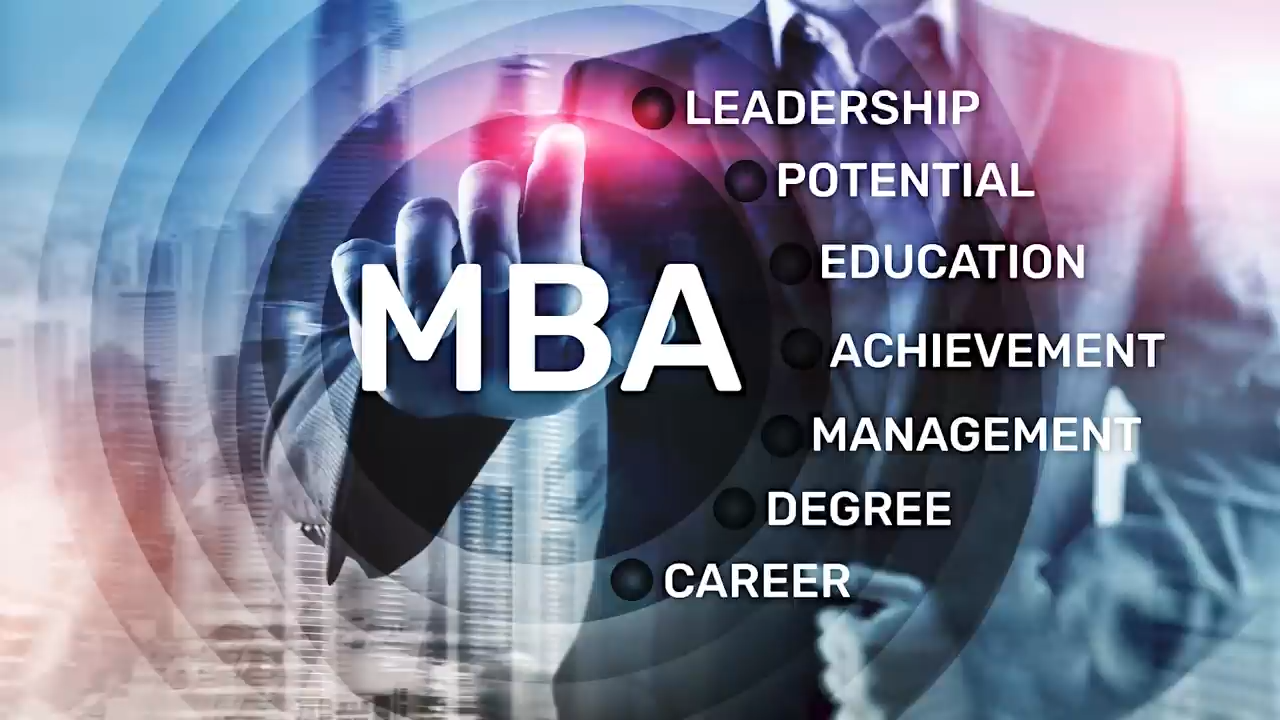 LEADERSHIP
POTENTIAL
EDUCATION
MBA
ACHIEVEMENT
MANAGEMENT
DEGREE
CAREER